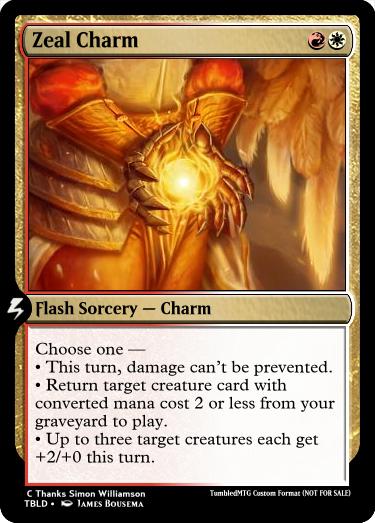 Zeal Charm
Flash Sorcery — Charm
Choose one —
• This turn, damage can't be prevented.
• Return target creature card with
converted mana cost 2 or less from your
graveyard to play.
• Up to three target creatures each get
+2/+0 this turn.
C Thanks Simon Williamson
TumbledMTG Custom Format (NOT FOR SALE)
TBLD • James Bousema